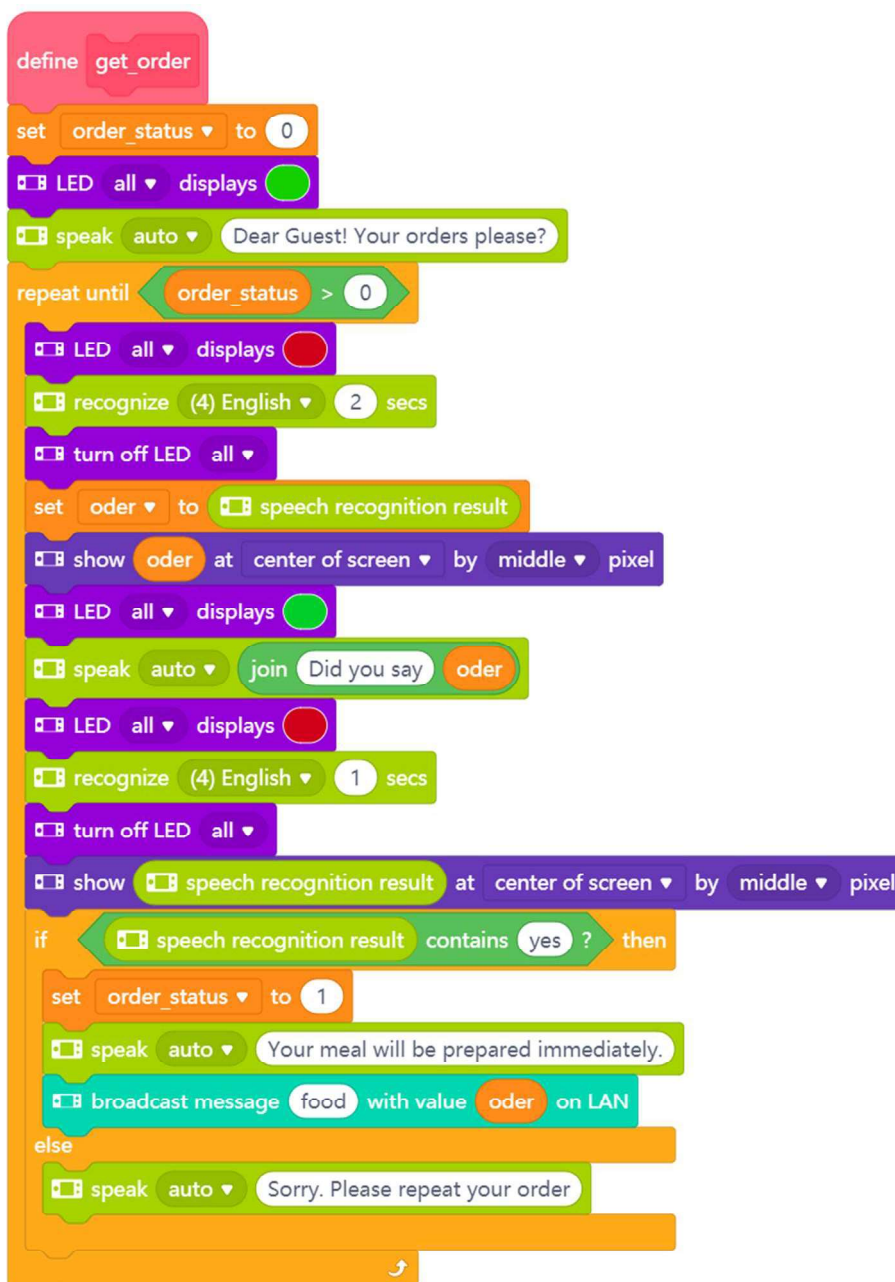 define get_order
set order_status to 0
LED all displays
speak auto Dear Guest! Your orders please?
repeat until order_status > 0
LED all displays
recognize (4) English 2 secs
turn off LED all
set oder to speech recognition result
show oder at center of screen by middle pixel
LED all displays
speak auto join Did you say oder
LED all displays
recognize (4) English 1 secs
turn off LED all
show speech recognition result at center of screen by middle pixel
if speech recognition result contains yes ? then
set order_status to 1
speak auto Your meal will be prepared immediately.
broadcast message food with value oder on LAN
else
speak auto Sorry. Please repeat your order